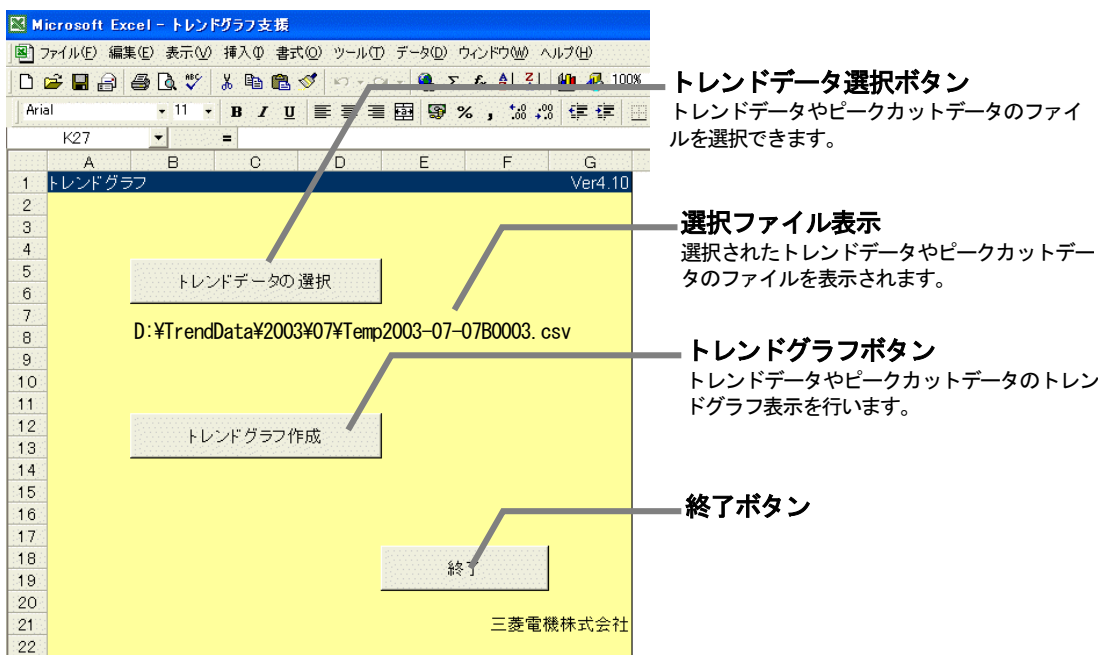 Microsoft Excel - トレンドグラフ支援
ファイル(F) 編集(E) 表示(V) 挿入(I) 書式(O) ツール(T) データ(D) ウィンドウ(W) ヘルプ(H)
100%
Arial 11 B I U % ,
K27 =
A B C D E F G
1 トレンドグラフ Ver4.10
2
3
4
5
トレンドデータの選択
6
7
8
D:¥TrendData¥2003¥07¥Temp2003-07-07B0003.csv
9
10
11
12
トレンドグラフ作成
13
14
15
16
17
18
終了
19
20
21 三菱電機株式会社
22
トレンドデータ選択ボタン
トレンドデータやピークカットデータのファイ
ルを選択できます。
選択ファイル表示
選択されたトレンドデータやピークカットデー
タのファイルを表示されます。
トレンドグラフボタン
トレンドデータやピークカットデータのトレン
ドグラフ表示を行います。
終了ボタン